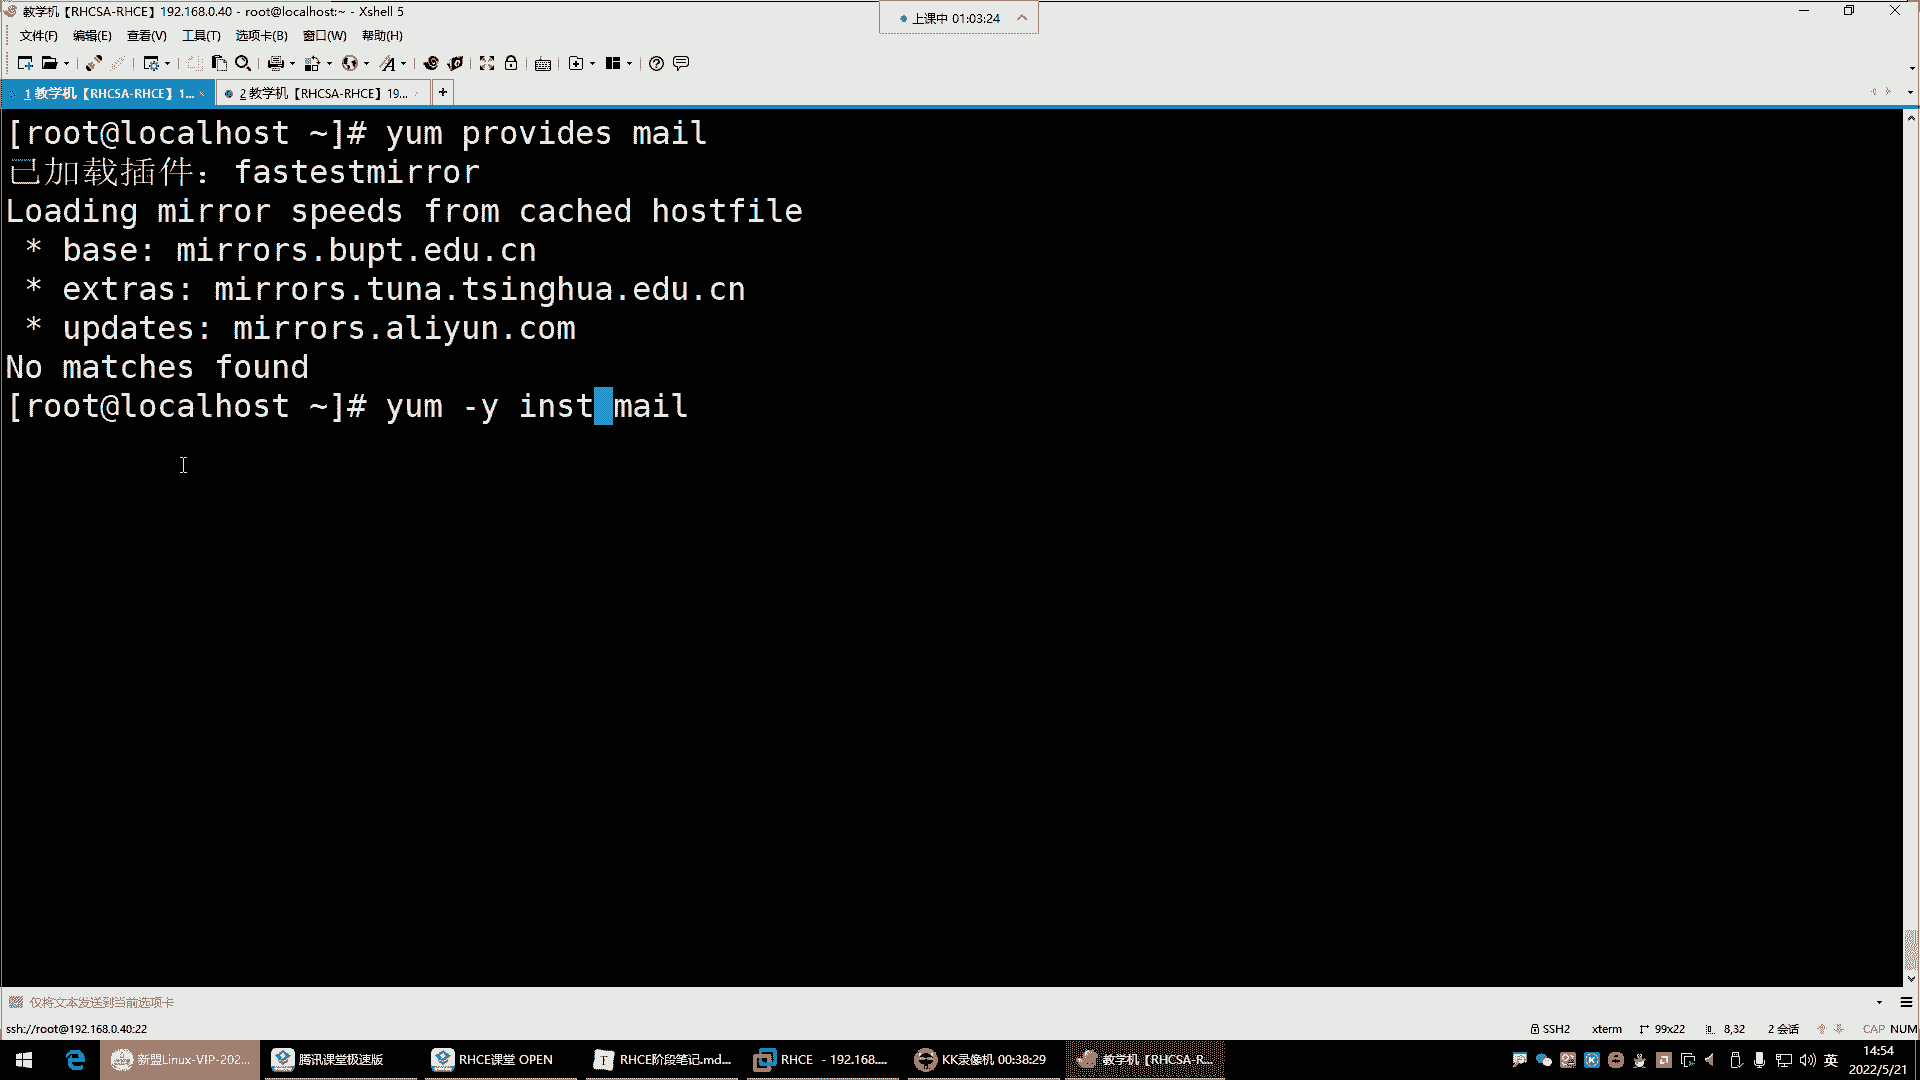 教学机【RHCSA-RHCE】192.168.0.40 - root@localhost:~ - Xshell 5
上课中 01:03:24
文件(F) 编辑(E) 查看(V) 工具(T) 选项卡(B) 窗口(W) 帮助(H)
1 教学机【RHCSA-RHCE】1... 2 教学机【RHCSA-RHCE】19...
[root@localhost ~]# yum provides mail
已加载插件：fastestmirror
Loading mirror speeds from cached hostfile
* base: mirrors.bupt.edu.cn
* extras: mirrors.tuna.tsinghua.edu.cn
* updates: mirrors.aliyun.com
No matches found
[root@localhost ~]# yum -y inst mail
仅将文本发送到当前选项卡
ssh://root@192.168.0.40:22 SSH2 xterm 99x22 8,32 2 会话 CAP NUM
新盟Linux-VIP-202... 腾讯课堂极速版 RHCE课堂 OPEN RHCE阶段笔记.md... RHCE - 192.168.... KK录像机 00:38:29 教学机【RHCSA-R... 英 14:54
2022/5/21